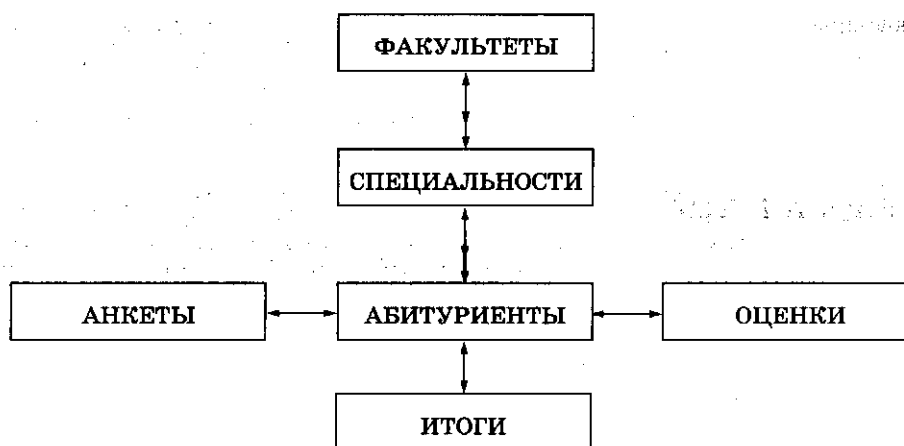 ФАКУЛЬТЕТЫ
СПЕЦИАЛЬНОСТИ
АНКЕТЫ
АБИТУРИЕНТЫ
ОЦЕНКИ
ИТОГИ